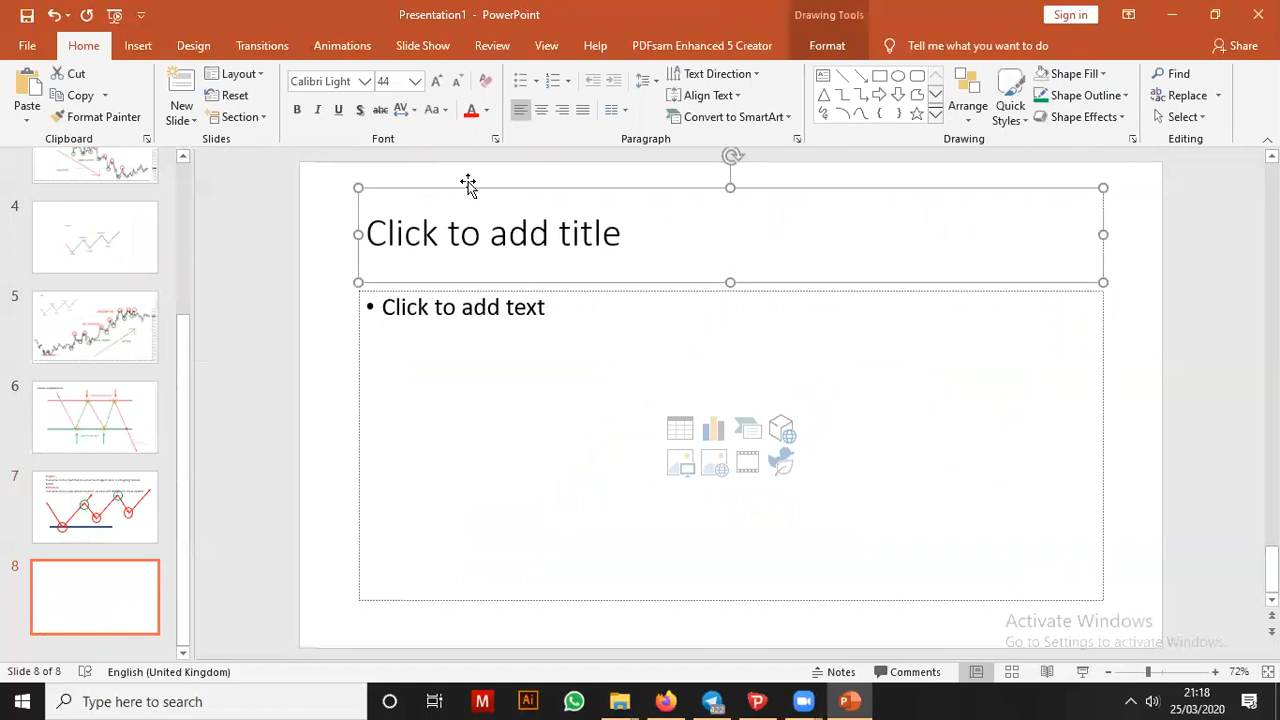 Presentation1 - PowerPoint
Drawing Tools
Sign in
File
Home
Insert
Design
Transitions
Animations
Slide Show
Review
View
Help
PDFsam Enhanced 5 Creator
Format
Tell me what you want to do
Share
Paste
Cut
Copy
Format Painter
Clipboard
New
Slide
Layout
Reset
Section
Slides
Calibri Light
44
B I U S abc AV Aa A
Font
Text Direction
Align Text
Convert to SmartArt
Paragraph
Arrange
Quick
Styles
Shape Fill
Shape Outline
Shape Effects
Drawing
Find
Replace
Select
Editing
4
5
6
7
8
Click to add title
• Click to add text
Activate Windows
Go to Settings to activate Windows.
Slide 8 of 8
English (United Kingdom)
Notes
Comments
72%
Type here to search
21:18
25/03/2020